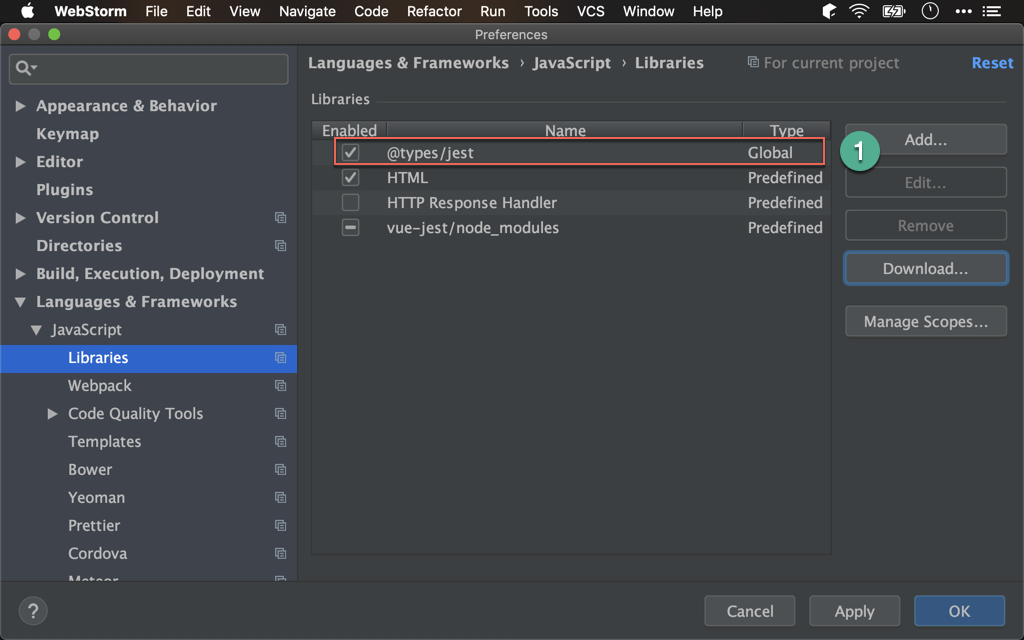 WebStorm File Edit View Navigate Code Refactor Run Tools VCS Window Help
Preferences
Languages & Frameworks › JavaScript › Libraries For current project Reset
Appearance & Behavior
Keymap
Editor
Plugins
Version Control
Directories
Build, Execution, Deployment
Languages & Frameworks
JavaScript
Libraries
Webpack
Code Quality Tools
Templates
Bower
Yeoman
Prettier
Cordova
Meteor
Libraries
Enabled Name Type
@types/jest Global
HTML Predefined
HTTP Response Handler Predefined
vue-jest/node_modules Predefined
1
Add...
Edit...
Remove
Download...
Manage Scopes...
?
Cancel Apply OK